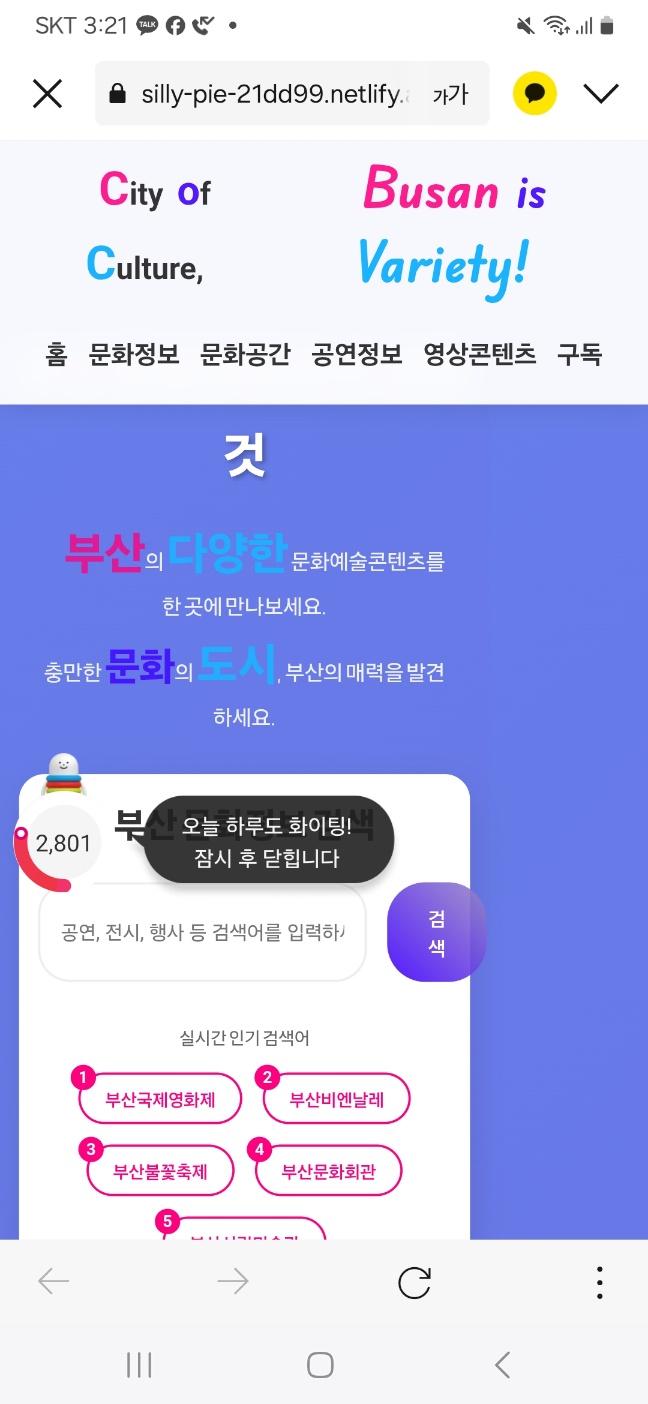 SKT 3:21 TALK
silly-pie-21dd99.netlify. 가가
City of
Culture,
Busan is
Variety!
홈 문화정보 문화공간 공연정보 영상콘텐츠 구독
것
부산의 다양한 문화예술콘텐츠를
한 곳에 만나보세요.
충만한 문화의 도시, 부산의 매력을 발견
하세요.
부산 문화정보 검색
2,801
오늘 하루도 화이팅!
잠시 후 닫힙니다
공연, 전시, 행사 등 검색어를 입력하
검
색
실시간 인기 검색어
1 부산국제영화제
2 부산비엔날레
3 부산불꽃축제
4 부산문화회관
5